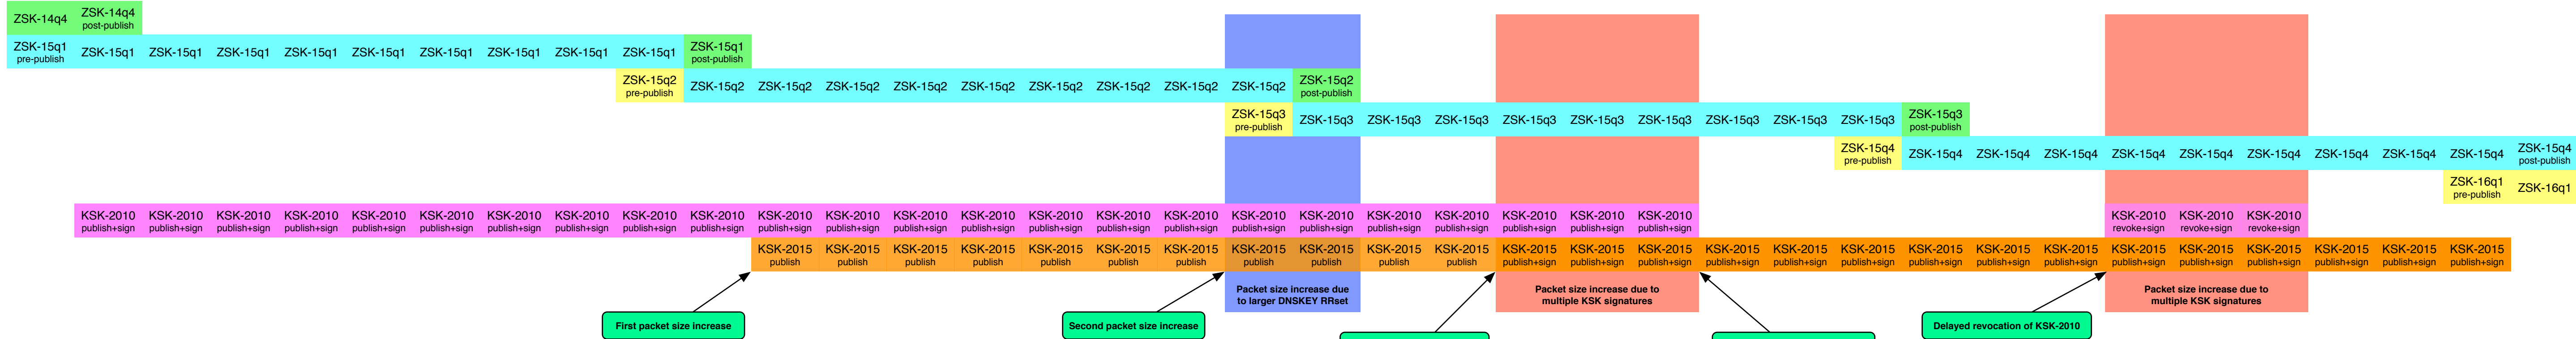 ZSK-14q4 ZSK-14q4
post-publish
ZSK-15q1 ZSK-15q1 ZSK-15q1 ZSK-15q1 ZSK-15q1 ZSK-15q1 ZSK-15q1 ZSK-15q1 ZSK-15q1 ZSK-15q1 ZSK-15q1
pre-publish post-publish
ZSK-15q2 ZSK-15q2 ZSK-15q2 ZSK-15q2 ZSK-15q2 ZSK-15q2 ZSK-15q2 ZSK-15q2 ZSK-15q2 ZSK-15q2 ZSK-15q2
pre-publish post-publish
ZSK-15q3 ZSK-15q3 ZSK-15q3 ZSK-15q3 ZSK-15q3 ZSK-15q3 ZSK-15q3 ZSK-15q3 ZSK-15q3 ZSK-15q3 ZSK-15q3
pre-publish post-publish
ZSK-15q4 ZSK-15q4 ZSK-15q4 ZSK-15q4 ZSK-15q4 ZSK-15q4 ZSK-15q4 ZSK-15q4 ZSK-15q4 ZSK-15q4 ZSK-15q4
pre-publish post-publish
ZSK-16q1 ZSK-16q1
pre-publish
KSK-2010 KSK-2010 KSK-2010 KSK-2010 KSK-2010 KSK-2010 KSK-2010 KSK-2010 KSK-2010 KSK-2010 KSK-2010 KSK-2010 KSK-2010 KSK-2010 KSK-2010 KSK-2010 KSK-2010 KSK-2010 KSK-2010 KSK-2010 KSK-2010 KSK-2010 KSK-2010 KSK-2010 KSK-2010 KSK-2010 KSK-2010
publish+sign publish+sign publish+sign publish+sign publish+sign publish+sign publish+sign publish+sign publish+sign publish+sign publish+sign publish+sign publish+sign publish+sign publish+sign publish+sign publish+sign publish+sign publish+sign publish+sign publish+sign publish+sign publish+sign publish+sign revoke+sign revoke+sign revoke+sign
KSK-2015 KSK-2015 KSK-2015 KSK-2015 KSK-2015 KSK-2015 KSK-2015 KSK-2015 KSK-2015 KSK-2015 KSK-2015 KSK-2015 KSK-2015 KSK-2015 KSK-2015 KSK-2015 KSK-2015 KSK-2015 KSK-2015 KSK-2015 KSK-2015 KSK-2015 KSK-2015 KSK-2015 KSK-2015 KSK-2015
publish publish publish publish publish publish publish publish publish publish publish publish+sign publish+sign publish+sign publish+sign publish+sign publish+sign publish+sign publish+sign publish+sign publish+sign publish+sign publish+sign publish+sign publish+sign publish+sign
Packet size increase due
to larger DNSKEY RRset
Packet size increase due to
multiple KSK signatures
Packet size increase due to
multiple KSK signatures
First packet size increase
Second packet size increase
Delayed revocation of KSK-2010